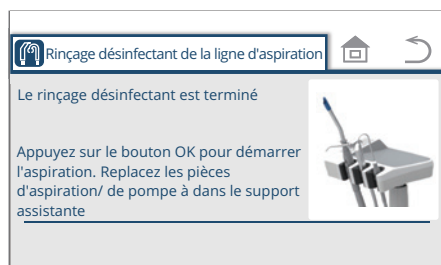 Rinçage désinfectant de la ligne d'aspiration
Le rinçage désinfectant est terminé
Appuyez sur le bouton OK pour démarrer
l'aspiration. Replacez les pièces
d'aspiration/ de pompe à dans le support
assistante